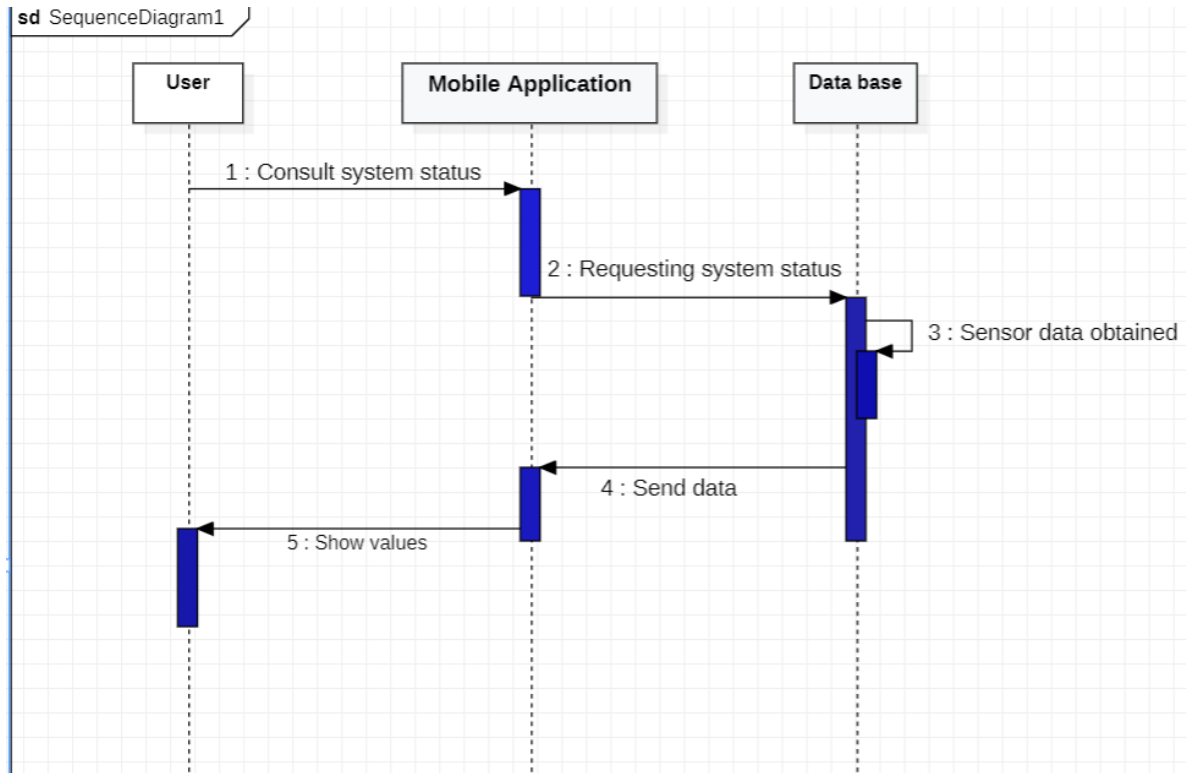 sd SequenceDiagram1
User
Mobile Application
Data base
1 : Consult system status
2 : Requesting system status
3 : Sensor data obtained
4 : Send data
5 : Show values